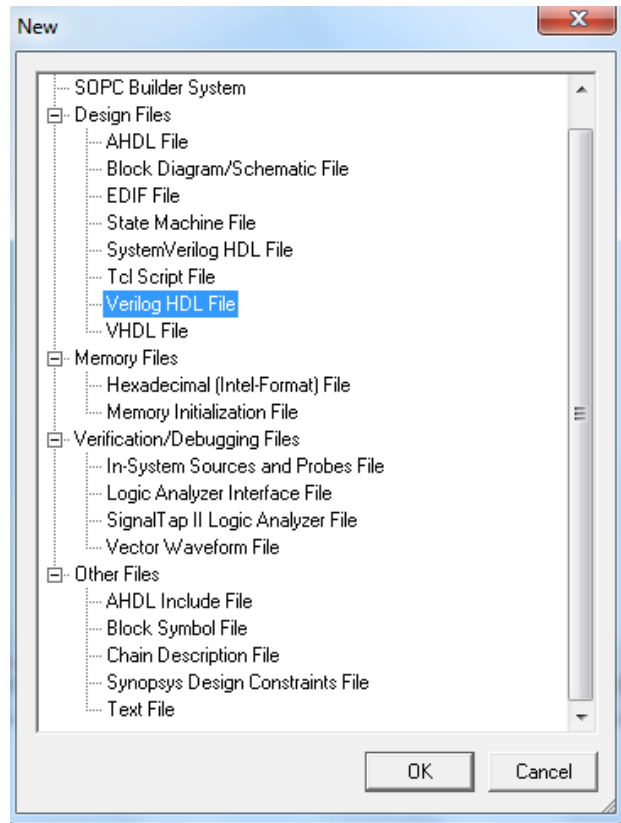 New
SOPC Builder System
Design Files
AHDL File
Block Diagram/Schematic File
EDIF File
State Machine File
SystemVerilog HDL File
Tcl Script File
Verilog HDL File
VHDL File
Memory Files
Hexadecimal (Intel-Format) File
Memory Initialization File
Verification/Debugging Files
In-System Sources and Probes File
Logic Analyzer Interface File
SignalTap II Logic Analyzer File
Vector Waveform File
Other Files
AHDL Include File
Block Symbol File
Chain Description File
Synopsys Design Constraints File
Text File
OK Cancel